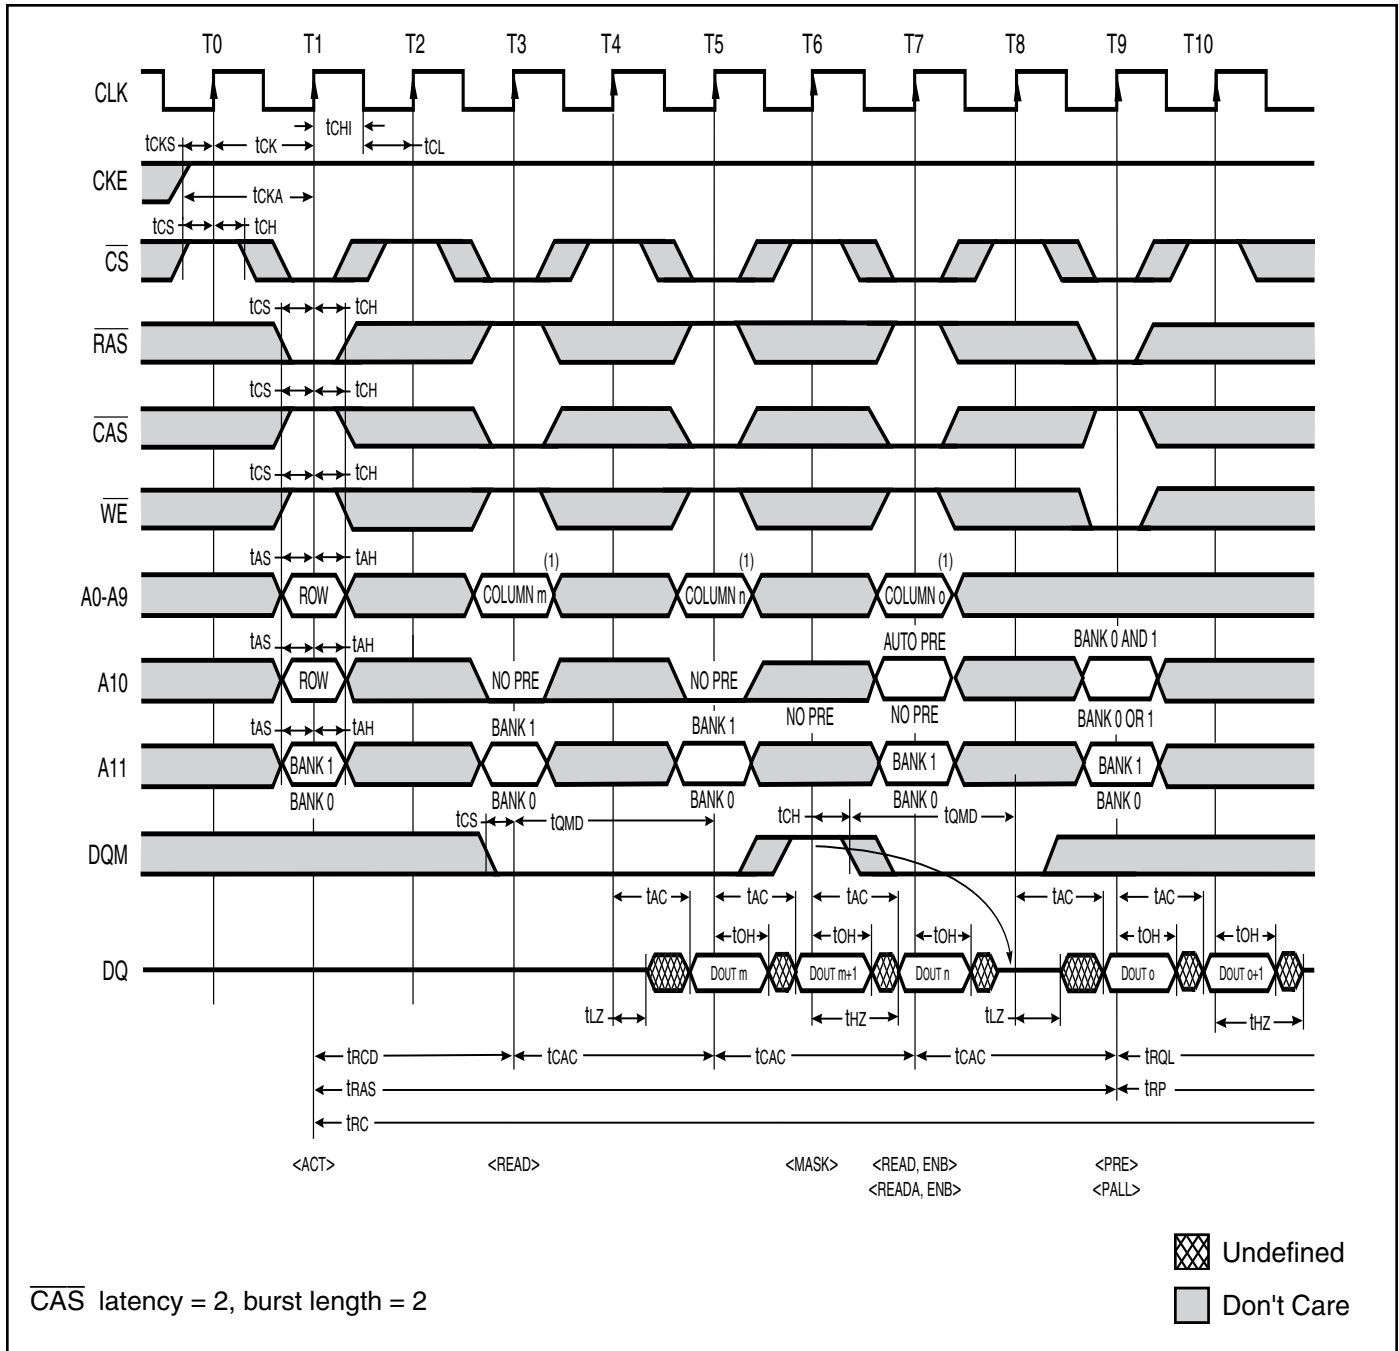 T0 T1 T2 T3 T4 T5 T6 T7 T8 T9 T10
CLK
tCHI
tCKS tCK tCL
CKE
tCKA
tCS tCH
CS
tCS tCH
RAS
tCS tCH
CAS
tCS tCH
WE
tAS tAH (1) (1) (1)
A0-A9 ROW COLUMN m COLUMN n COLUMN o
tAS tAH AUTO PRE BANK 0 AND 1
A10 ROW NO PRE NO PRE
NO PRE NO PRE BANK 0 OR 1
tAS tAH BANK 1 BANK 1
A11 BANK 1 BANK 1 BANK 1
BANK 0 BANK 0 BANK 0 BANK 0 BANK 0
tCS tQMD tCH tQMD
DQM
tAC tAC tAC tAC tAC
tOH tOH tOH tOH tOH
DQ DOUT m DOUT m+1 DOUT n DOUT o DOUT o+1
tLZ tHZ tLZ tHZ
tRCD tCAC tCAC tCAC tRQL
tRAS tRP
tRC
<ACT> <READ> <MASK> <READ, ENB> <PRE>
<READA, ENB> <PALL>
Undefined
Don't Care
CAS latency = 2, burst length = 2